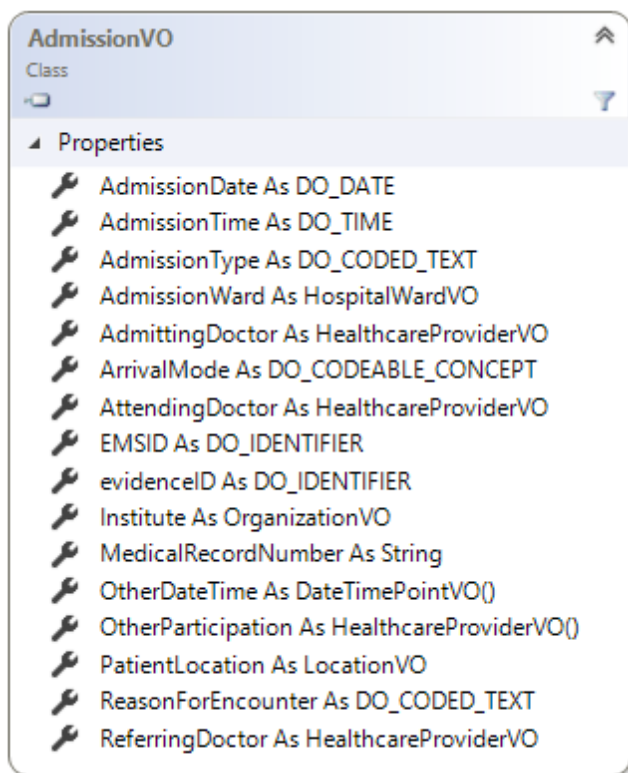 AdmissionVO
Class
Properties
AdmissionDate As DO_DATE
AdmissionTime As DO_TIME
AdmissionType As DO_CODED_TEXT
AdmissionWard As HospitalWardVO
AdmittingDoctor As HealthcareProviderVO
ArrivalMode As DO_CODEABLE_CONCEPT
AttendingDoctor As HealthcareProviderVO
EMSID As DO_IDENTIFIER
evidenceID As DO_IDENTIFIER
Institute As OrganizationVO
MedicalRecordNumber As String
OtherDateTime As DateTimePointVO()
OtherParticipation As HealthcareProviderVO()
PatientLocation As LocationVO
ReasonForEncounter As DO_CODED_TEXT
ReferringDoctor As HealthcareProviderVO